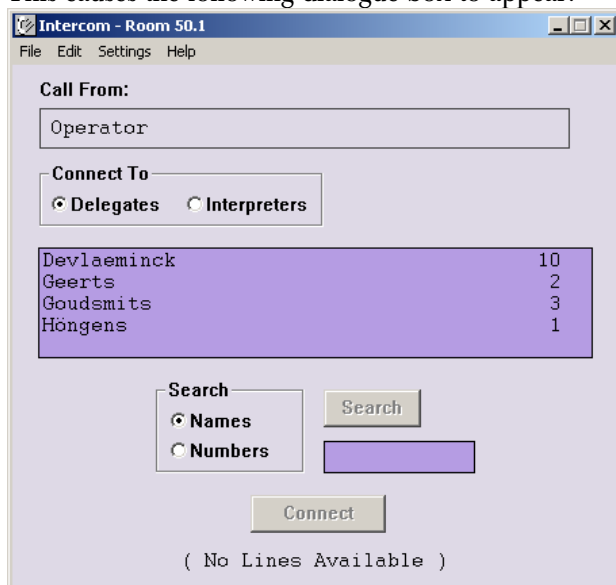 This causes the following dialogue box to appear:
Intercom - Room 50.1
File Edit Settings Help
Call From:
Operator
Connect To
Delegates Interpreters
Devlaeminck 10
Geerts 2
Goudsmits 3
Höngens 1
Search
Names
Search
Numbers
Connect
( No Lines Available )